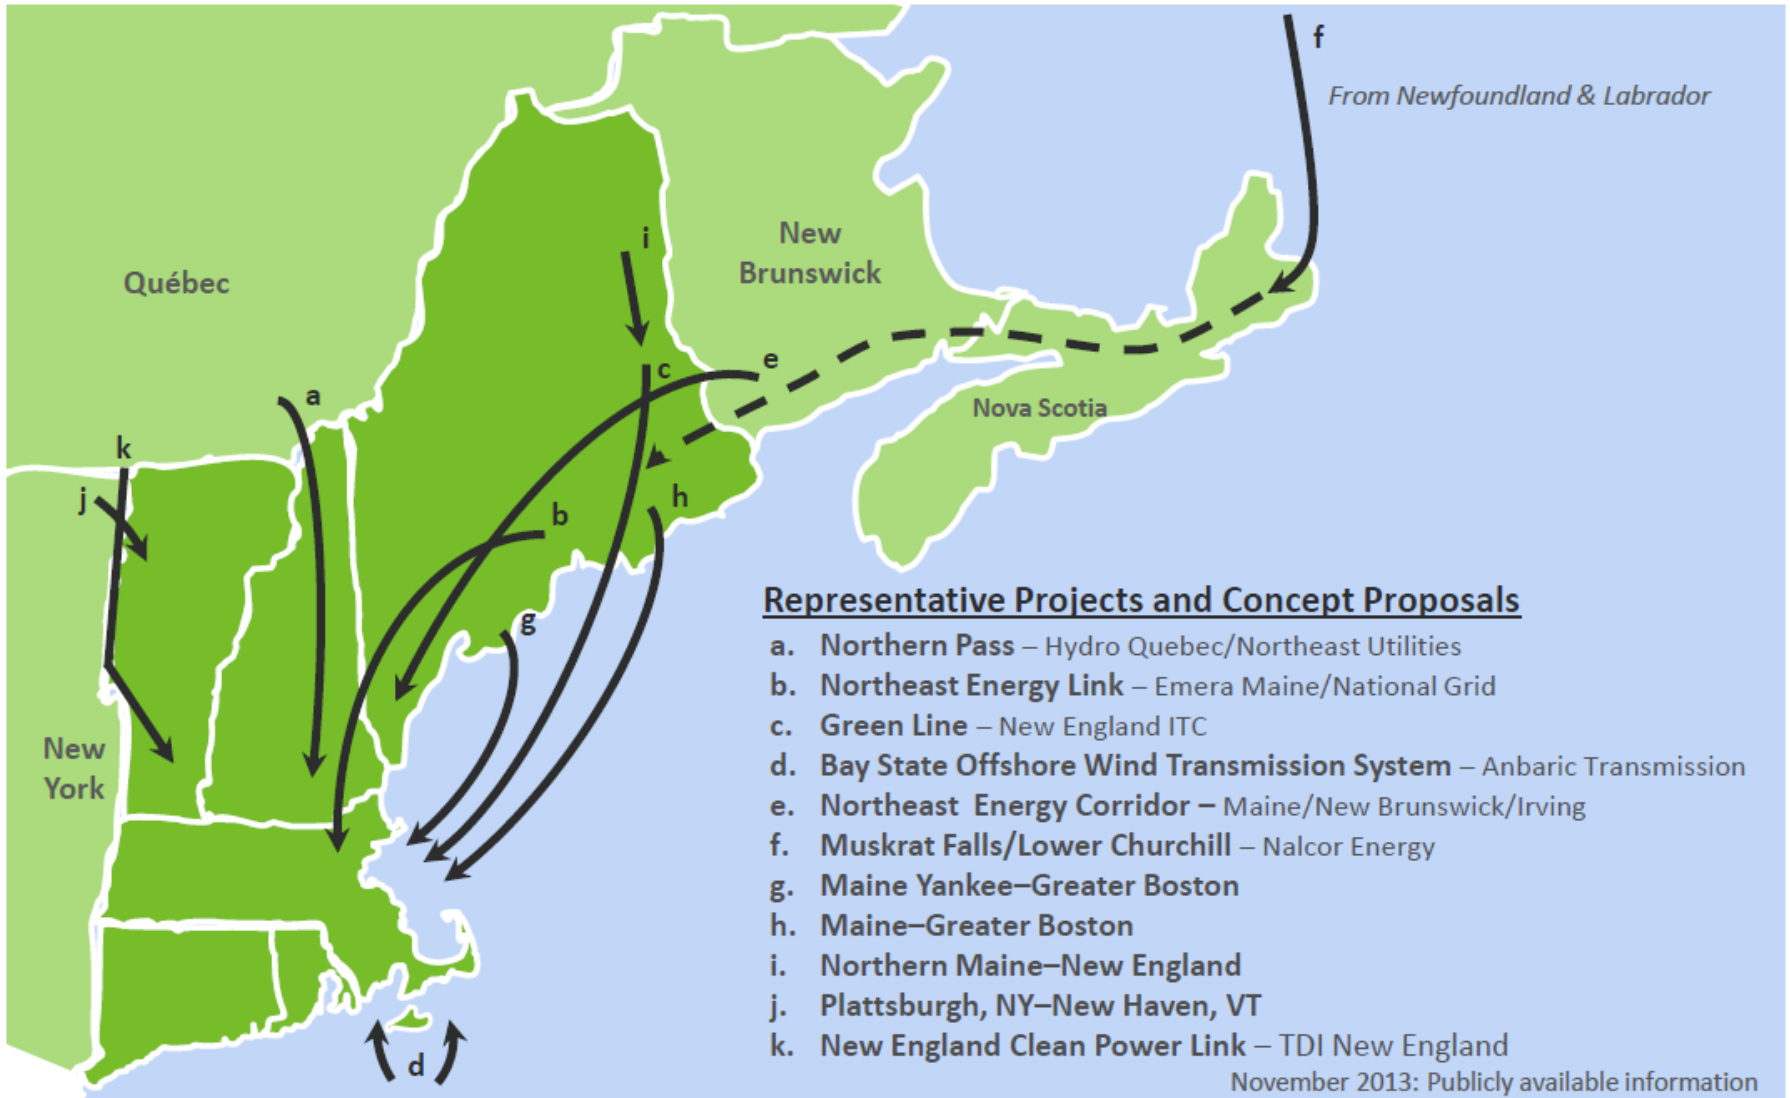 f
From Newfoundland & Labrador
i
New
Brunswick
Québec
e
c
a
Nova Scotia
k
j
h
b
g
New
York
d
Representative Projects and Concept Proposals
a. Northern Pass – Hydro Quebec/Northeast Utilities
b. Northeast Energy Link – Emera Maine/National Grid
c. Green Line – New England ITC
d. Bay State Offshore Wind Transmission System – Anbaric Transmission
e. Northeast Energy Corridor – Maine/New Brunswick/Irving
f. Muskrat Falls/Lower Churchill – Nalcor Energy
g. Maine Yankee–Greater Boston
h. Maine–Greater Boston
i. Northern Maine–New England
j. Plattsburgh, NY–New Haven, VT
k. New England Clean Power Link – TDI New England
November 2013: Publicly available information